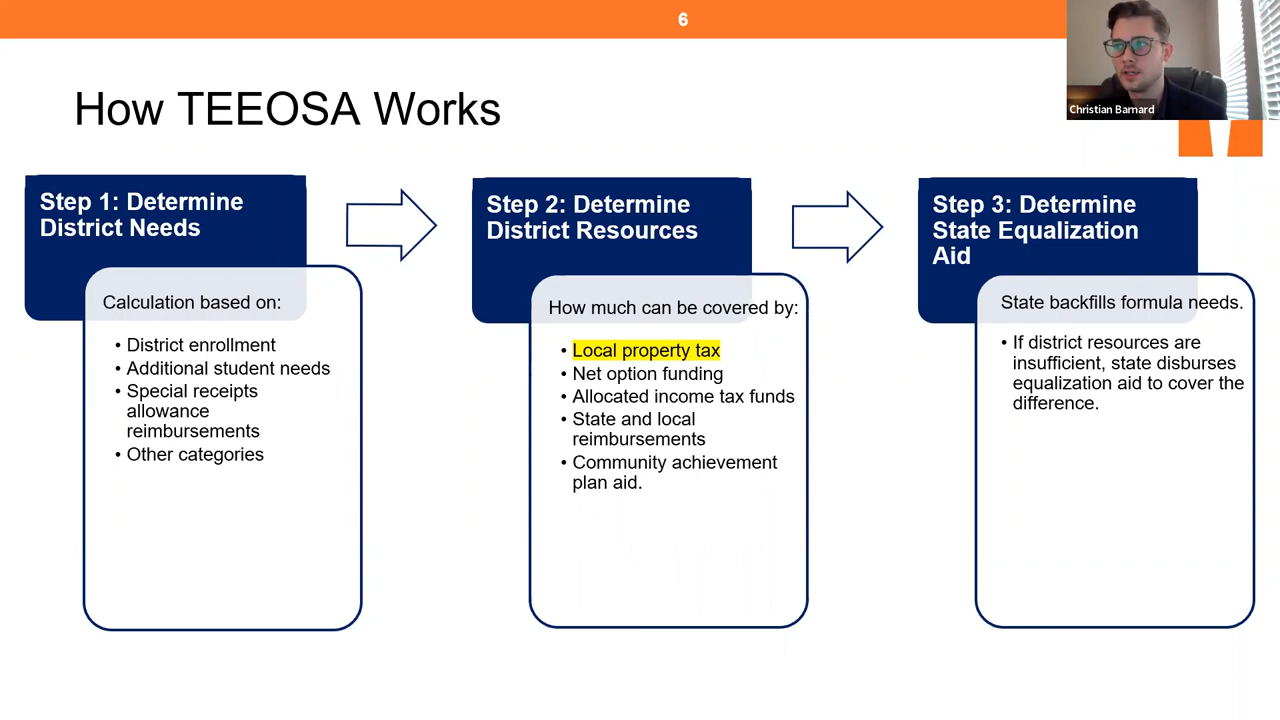 6
Christian Barnard
How TEEOSA Works
Step 1: Determine
District Needs
Calculation based on:
• District enrollment
• Additional student needs
• Special receipts
allowance
reimbursements
• Other categories
Step 2: Determine
District Resources
How much can be covered by:
• Local property tax
• Net option funding
• Allocated income tax funds
• State and local
reimbursements
• Community achievement
plan aid.
Step 3: Determine
State Equalization
Aid
State backfills formula needs.
• If district resources are
insufficient, state disburses
equalization aid to cover the
difference.